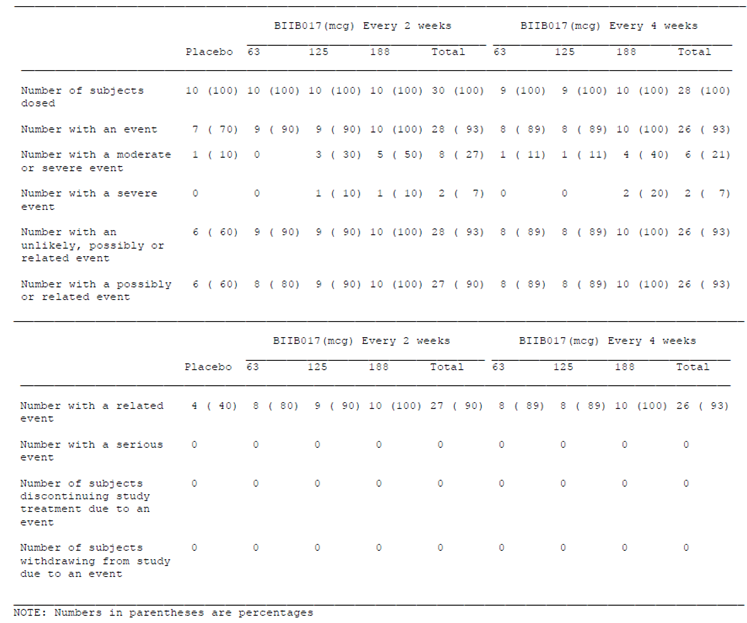 BIIB017(mcg) Every 2 weeks BIIB017(mcg) Every 4 weeks
Placebo 63 125 188 Total 63 125 188 Total
Number of subjects 10 (100) 10 (100) 10 (100) 10 (100) 30 (100) 9 (100) 9 (100) 10 (100) 28 (100)
dosed
Number with an event 7 ( 70) 9 ( 90) 9 ( 90) 10 (100) 28 ( 93) 8 ( 89) 8 ( 89) 10 (100) 26 ( 93)
Number with a moderate 1 ( 10) 0 3 ( 30) 5 ( 50) 8 ( 27) 1 ( 11) 1 ( 11) 4 ( 40) 6 ( 21)
or severe event
Number with a severe 0 0 1 ( 10) 1 ( 10) 2 ( 7) 0 0 2 ( 20) 2 ( 7)
event
Number with an 6 ( 60) 9 ( 90) 9 ( 90) 10 (100) 28 ( 93) 8 ( 89) 8 ( 89) 10 (100) 26 ( 93)
unlikely, possibly or
related event
Number with a possibly 6 ( 60) 8 ( 80) 9 ( 90) 10 (100) 27 ( 90) 8 ( 89) 8 ( 89) 10 (100) 26 ( 93)
or related event
BIIB017(mcg) Every 2 weeks BIIB017(mcg) Every 4 weeks
Placebo 63 125 188 Total 63 125 188 Total
Number with a related 4 ( 40) 8 ( 80) 9 ( 90) 10 (100) 27 ( 90) 8 ( 89) 8 ( 89) 10 (100) 26 ( 93)
event
Number with a serious 0 0 0 0 0 0 0 0 0
event
Number of subjects 0 0 0 0 0 0 0 0 0
discontinuing study
treatment due to an
event
Number of subjects 0 0 0 0 0 0 0 0 0
withdrawing from study
due to an event
NOTE: Numbers in parentheses are percentages